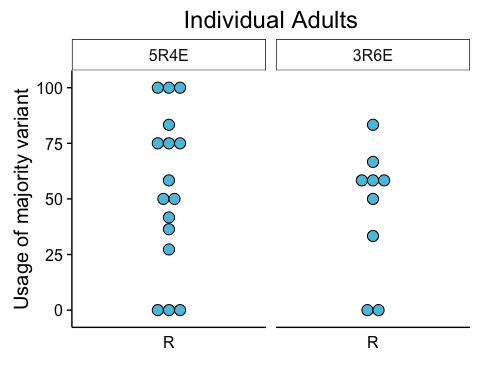 Individual Adults
5R4E
3R6E
Usage of majority variant
100
75
50
25
0
R
R